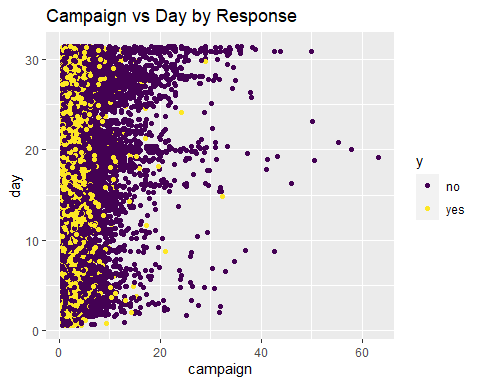 Campaign vs Day by Response
30
20
10
0
day
0
20
40
60
campaign
y
no
yes